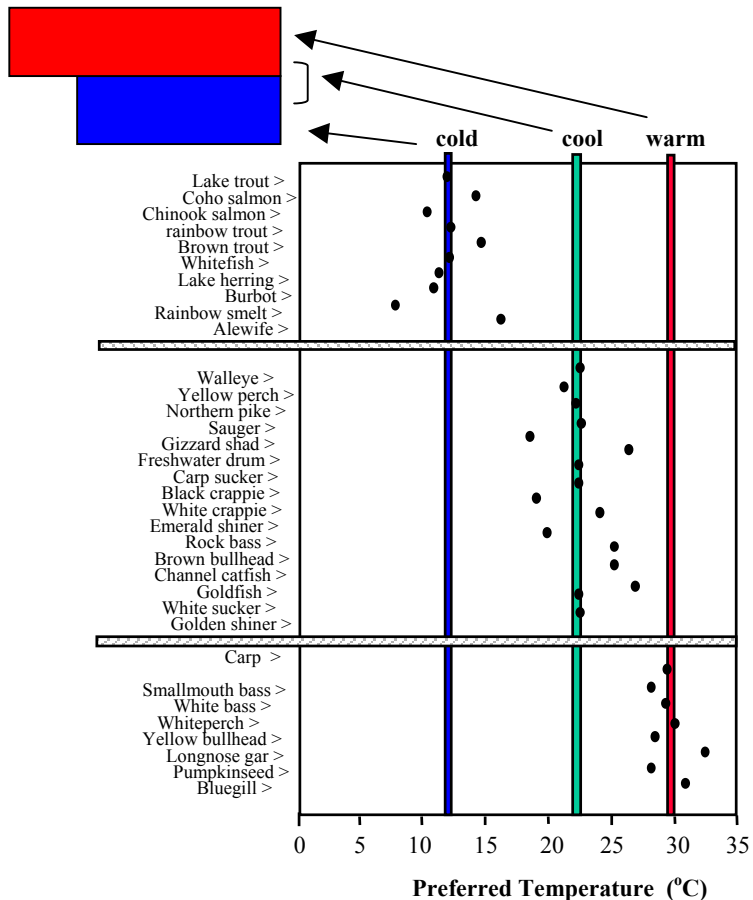 cold cool warm
Lake trout >
Coho salmon >
Chinook salmon >
rainbow trout >
Brown trout >
Whitefish >
Lake herring >
Burbot >
Rainbow smelt >
Alewife >
Walleye >
Yellow perch >
Northern pike >
Sauger >
Gizzard shad >
Freshwater drum >
Carp sucker >
Black crappie >
White crappie >
Emerald shiner >
Rock bass >
Brown bullhead >
Channel catfish >
Goldfish >
White sucker >
Golden shiner >
Carp >
Smallmouth bass >
White bass >
Whiteperch >
Yellow bullhead >
Longnose gar >
Pumpkinseed >
Bluegill >
0 5 10 15 20 25 30 35
Preferred Temperature (°C)